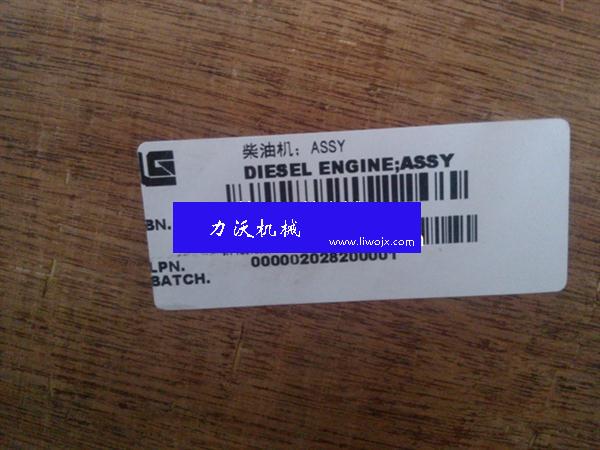 柴油机：ASSY
DIESEL ENGINE;ASSY
BN.
力沃机械
www.liwojx.com
LPN.
000002028200001
BATCH.